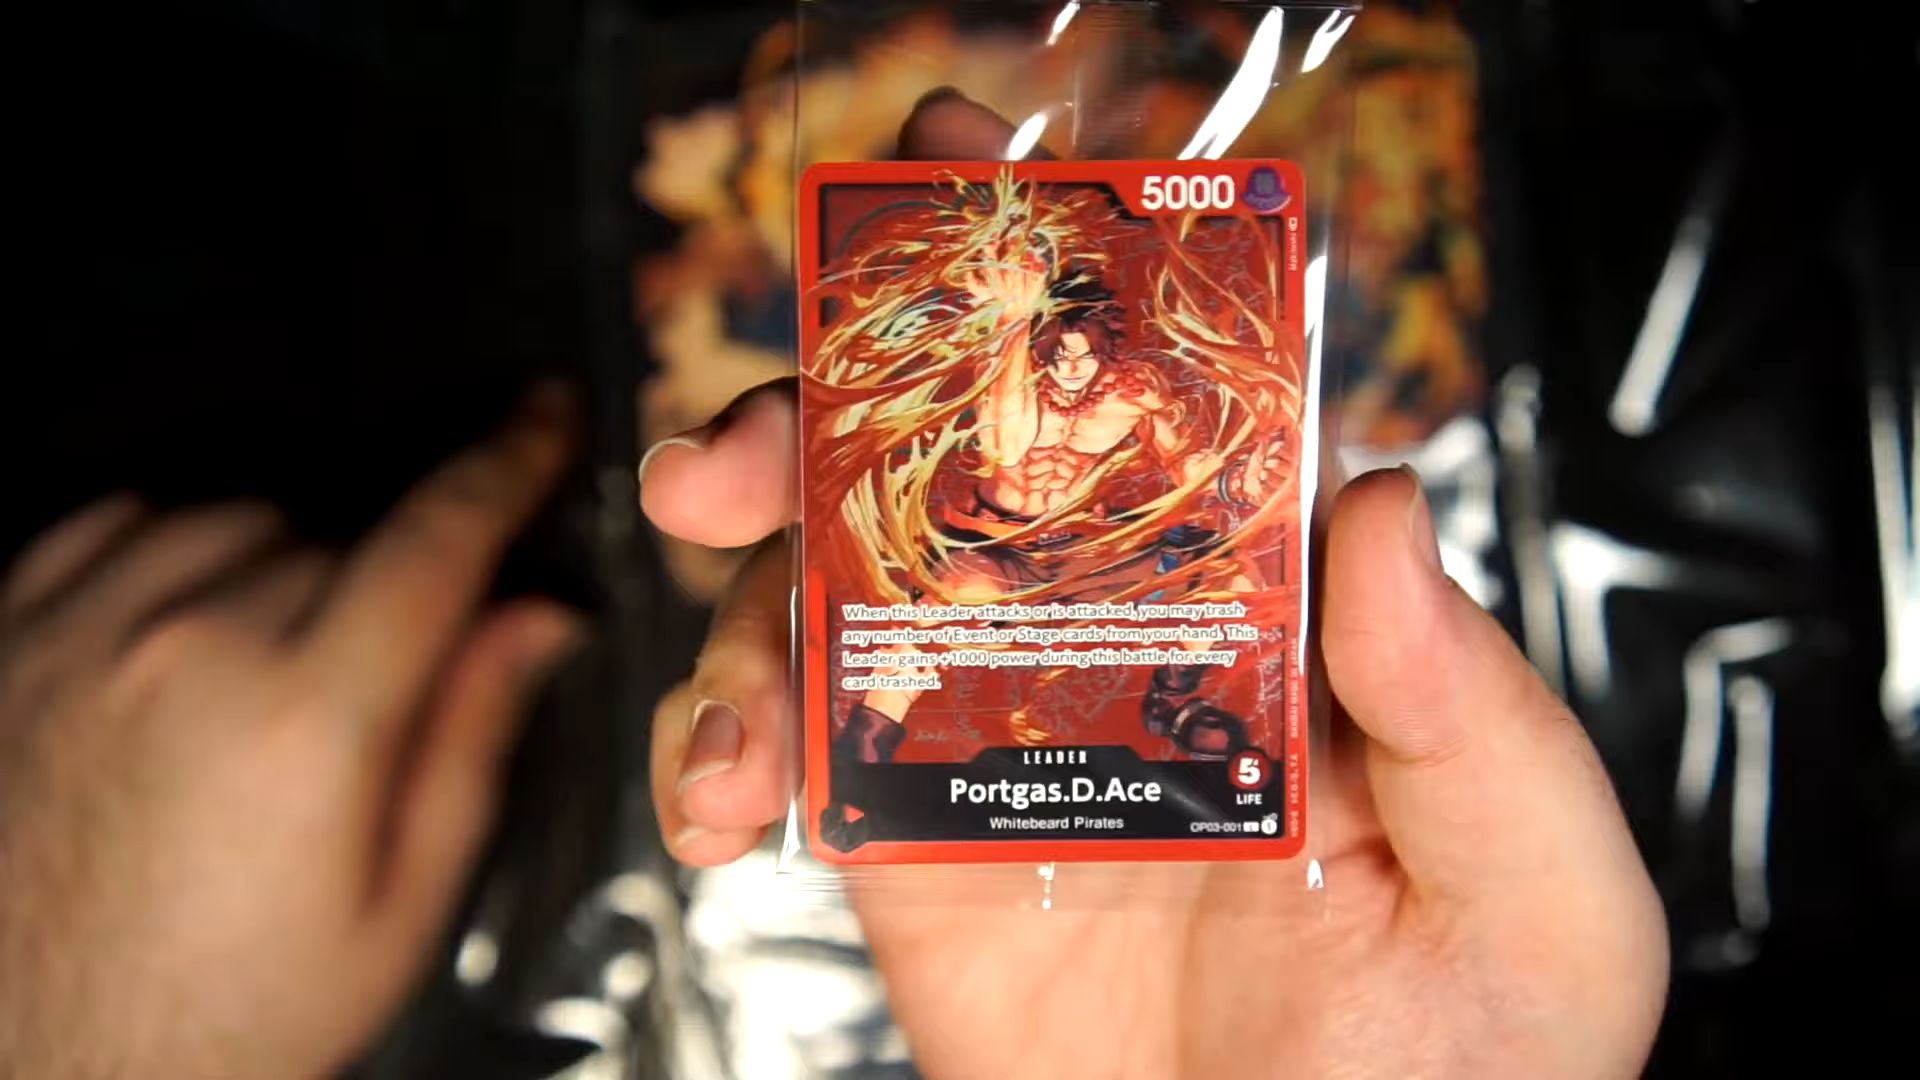 5000
When this Leader attacks or is attacked, you may trash
any number of Event or Stage cards from your hand. This
Leader gains +1000 power during this battle for every
card trashed.
LEADER
5
Portgas.D.Ace
LIFE
Whitebeard Pirates
OP03-001 L